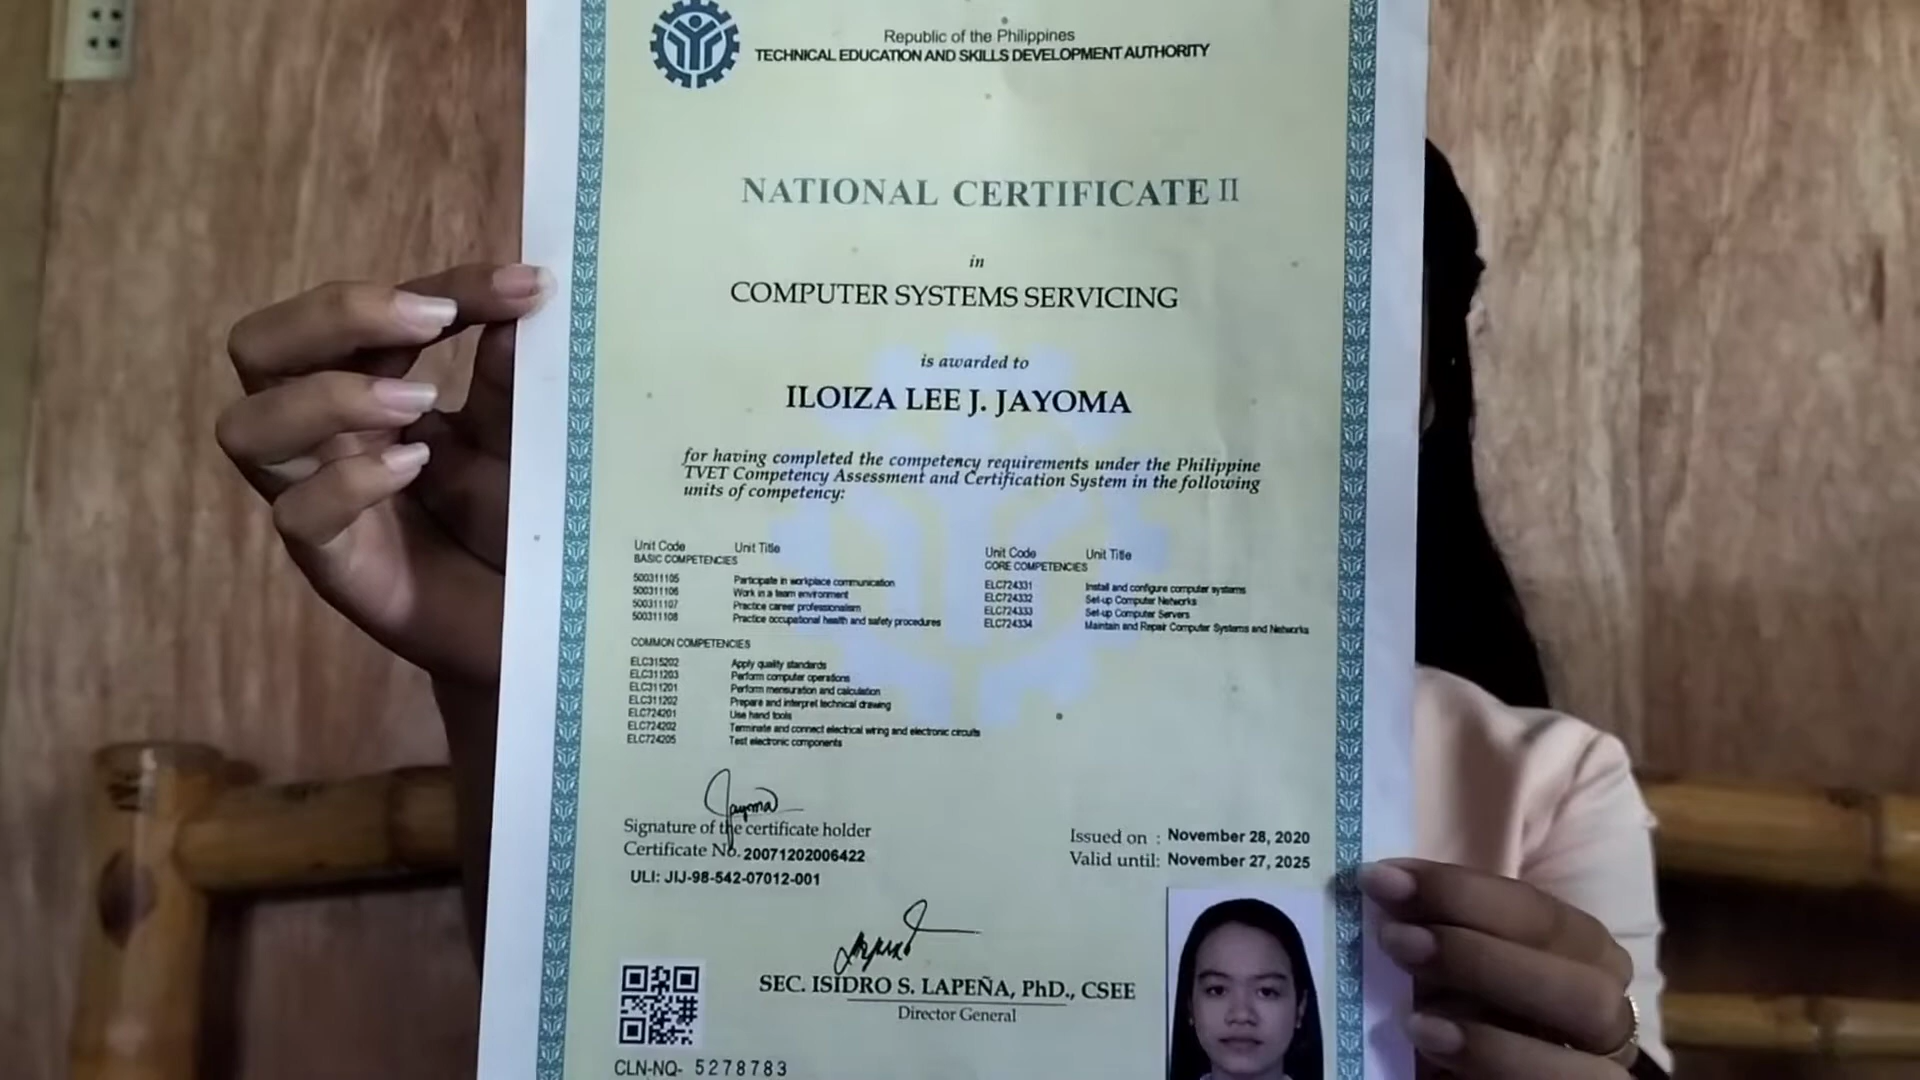 Republic of the Philippines
TECHNICAL EDUCATION AND SKILLS DEVELOPMENT AUTHORITY
NATIONAL CERTIFICATE II
in
COMPUTER SYSTEMS SERVICING
is awarded to
ILOIZA LEE J. JAYOMA
for having completed the competency requirements under the Philippine
TVET Competency Assessment and Certification System in the following
units of competency:
Unit Code Unit Title
BASIC COMPETENCIES
500311105 Participate in workplace communication
500311106 Work in a team environment
500311107 Practice career professionalism
500311108 Practice occupational health and safety procedures
COMMON COMPETENCIES
ELC315202 Apply quality standards
ELC311203 Perform computer operations
ELC311201 Perform mensuration and calculation
ELC311202 Prepare and interpret technical drawing
ELC724201 Use hand tools
ELC724202 Terminate and connect electrical wiring and electronic circuits
ELC724205 Test electronic components
Unit Code Unit Title
CORE COMPETENCIES
ELC724331 Install and configure computer systems
ELC724332 Set-up Computer Networks
ELC724333 Set-up Computer Servers
ELC724334 Maintain and Repair Computer Systems and Networks
Jayoma
Signature of the certificate holder
Certificate No. 20071202006422
ULI: JIJ-98-542-07012-001
Issued on : November 28, 2020
Valid until: November 27, 2025
SEC. ISIDRO S. LAPEÑA, PhD., CSEE
Director General
CLN-NQ- 5278783